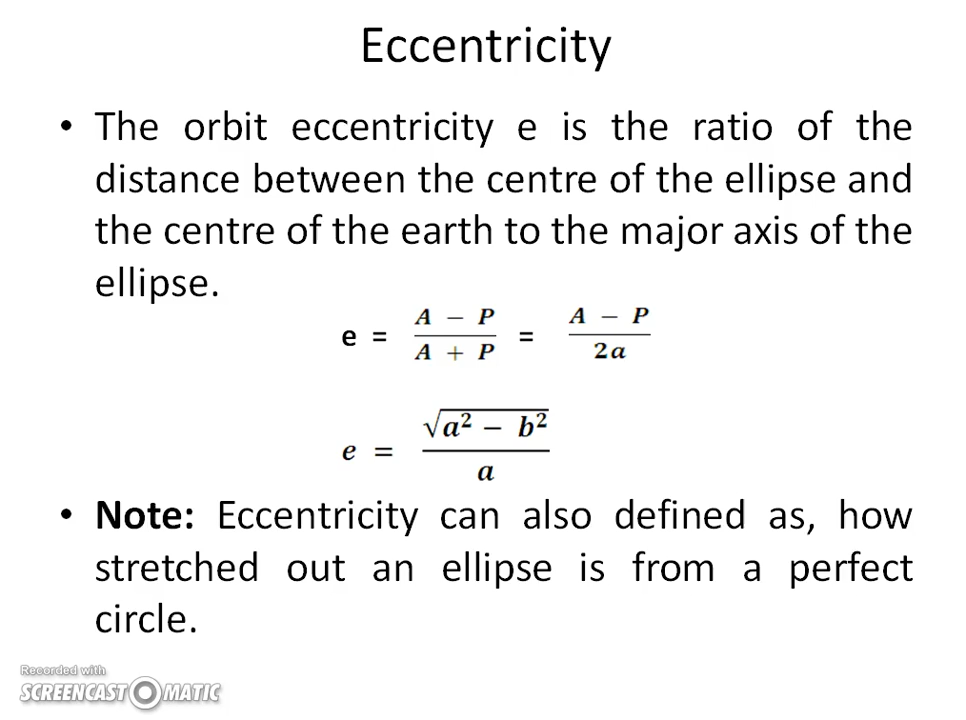 Eccentricity
• The orbit eccentricity e is the ratio of the
distance between the centre of the ellipse and
the centre of the earth to the major axis of the
ellipse.
e = (A − P)/(A + P) = (A − P)/2a
e = √(a² − b²)/a
• Note: Eccentricity can also defined as, how
stretched out an ellipse is from a perfect
circle.
Recorded with
SCREENCAST-O-MATIC